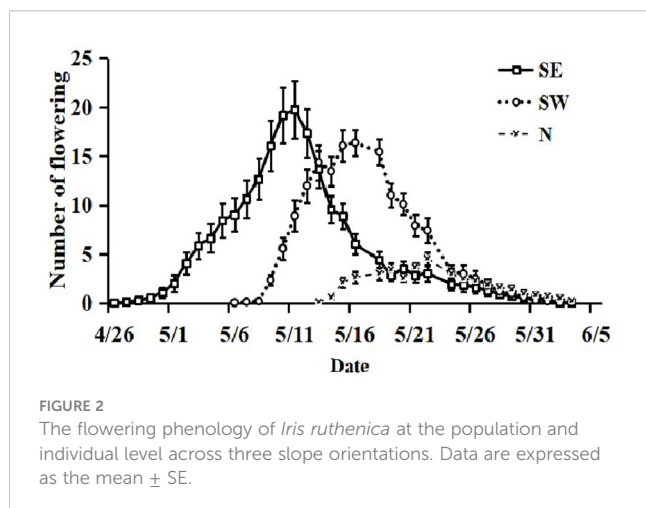 25
20
15
10
5
0
Number of flowering
SE
SW
N
4/26 5/1 5/6 5/11 5/16 5/21 5/26 5/31 6/5
Date
FIGURE 2
The flowering phenology of Iris ruthenica at the population and
individual level across three slope orientations. Data are expressed
as the mean ± SE.